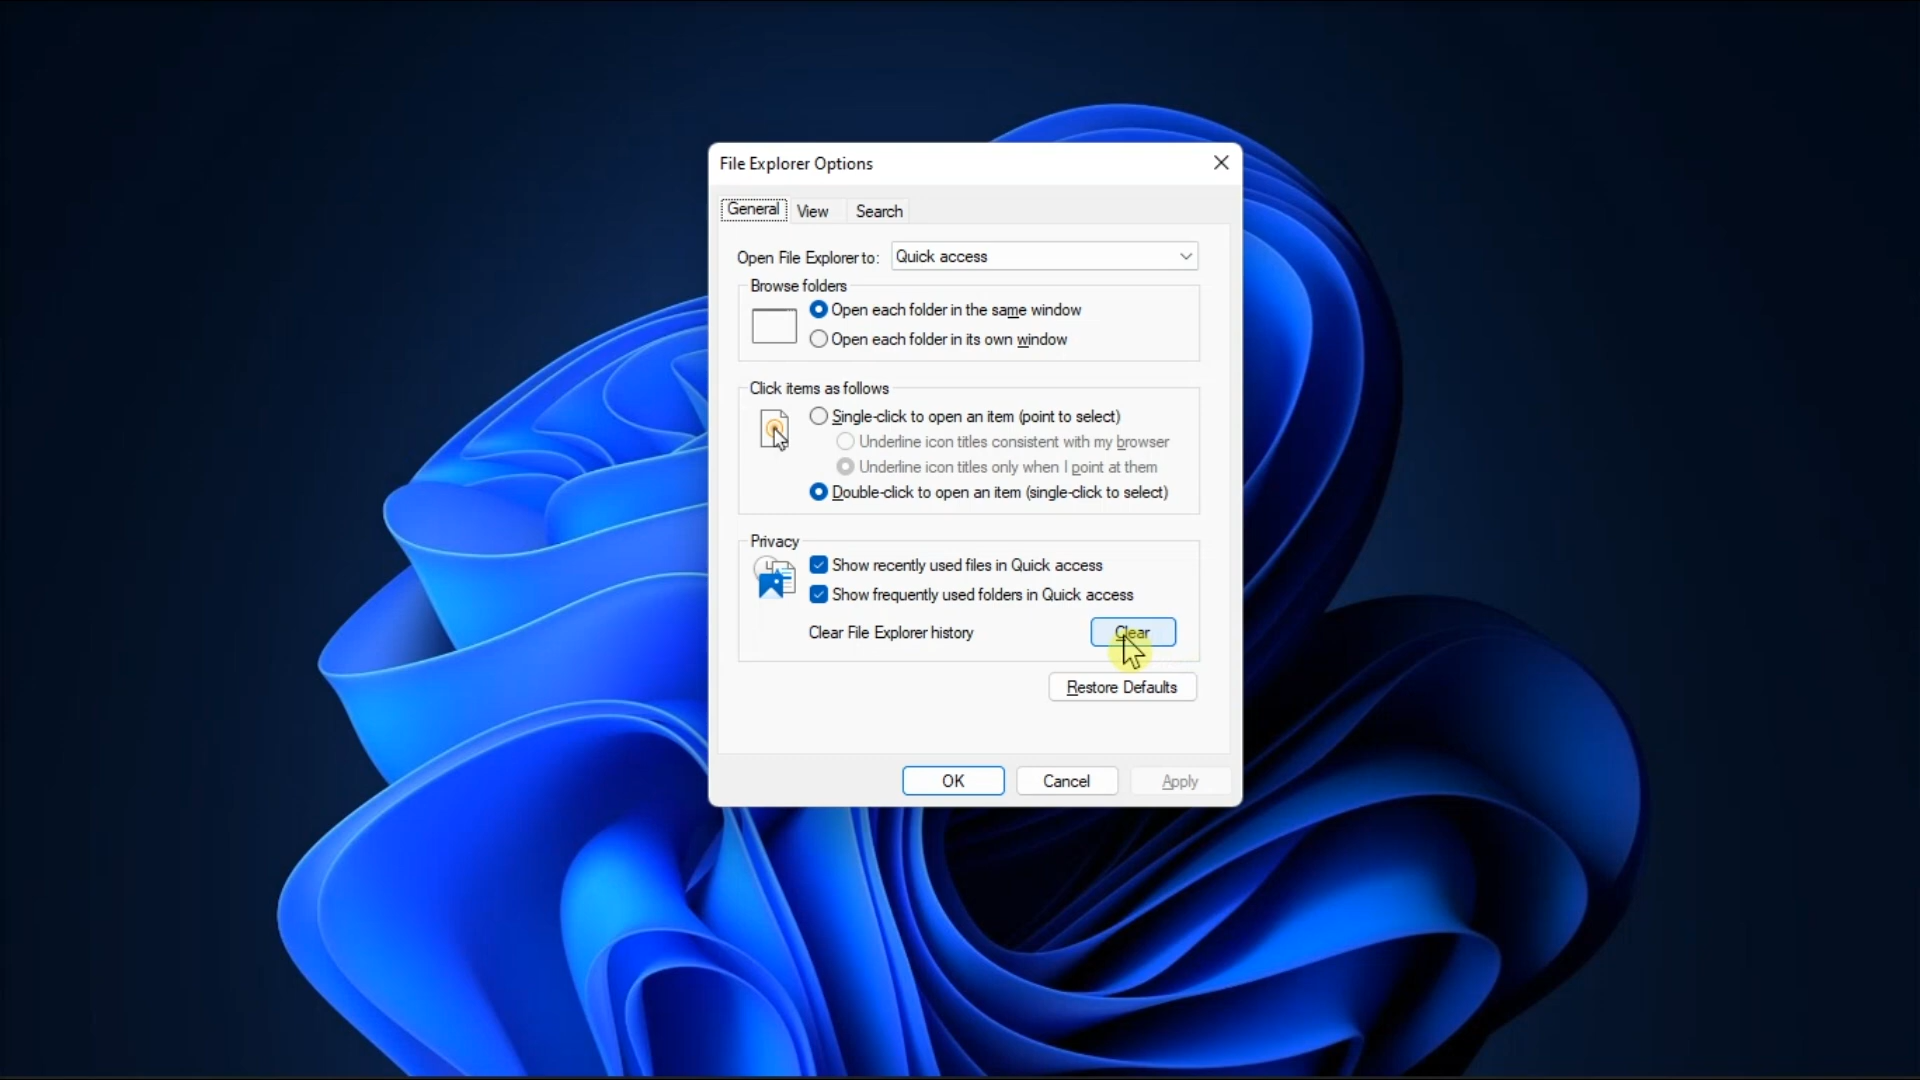 File Explorer Options
General View Search
Open File Explorer to: Quick access
Browse folders
Open each folder in the same window
Open each folder in its own window
Click items as follows
Single-click to open an item (point to select)
Underline icon titles consistent with my browser
Underline icon titles only when I point at them
Double-click to open an item (single-click to select)
Privacy
Show recently used files in Quick access
Show frequently used folders in Quick access
Clear File Explorer history Clear
Restore Defaults
OK Cancel Apply